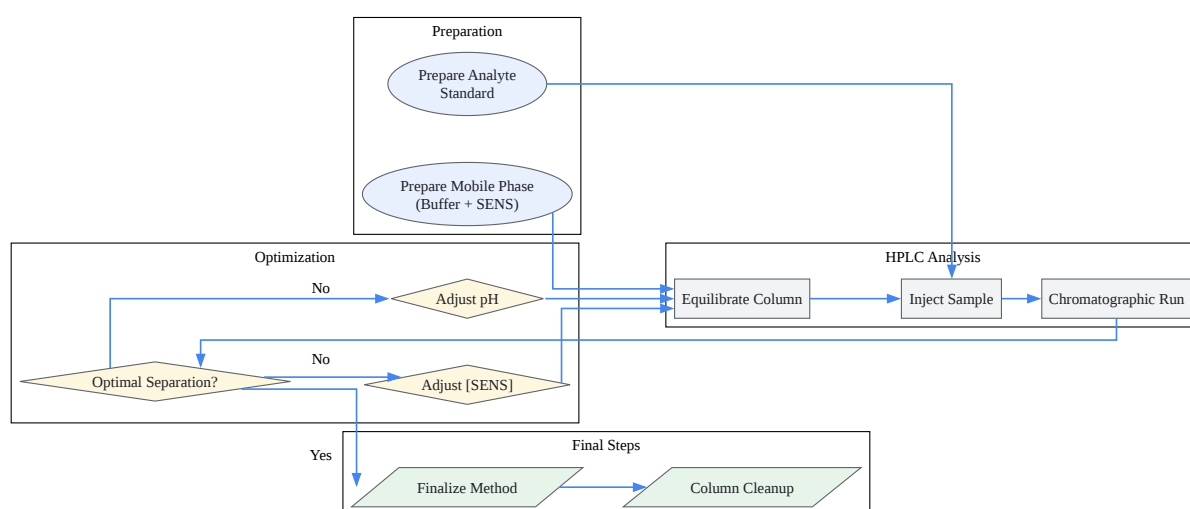 Preparation
Prepare Analyte
Standard
Prepare Mobile Phase
(Buffer + SENS)
Optimization
No
Adjust pH
Optimal Separation?
No
Adjust [SENS]
HPLC Analysis
Equilibrate Column
Inject Sample
Chromatographic Run
Yes
Final Steps
Finalize Method
Column Cleanup